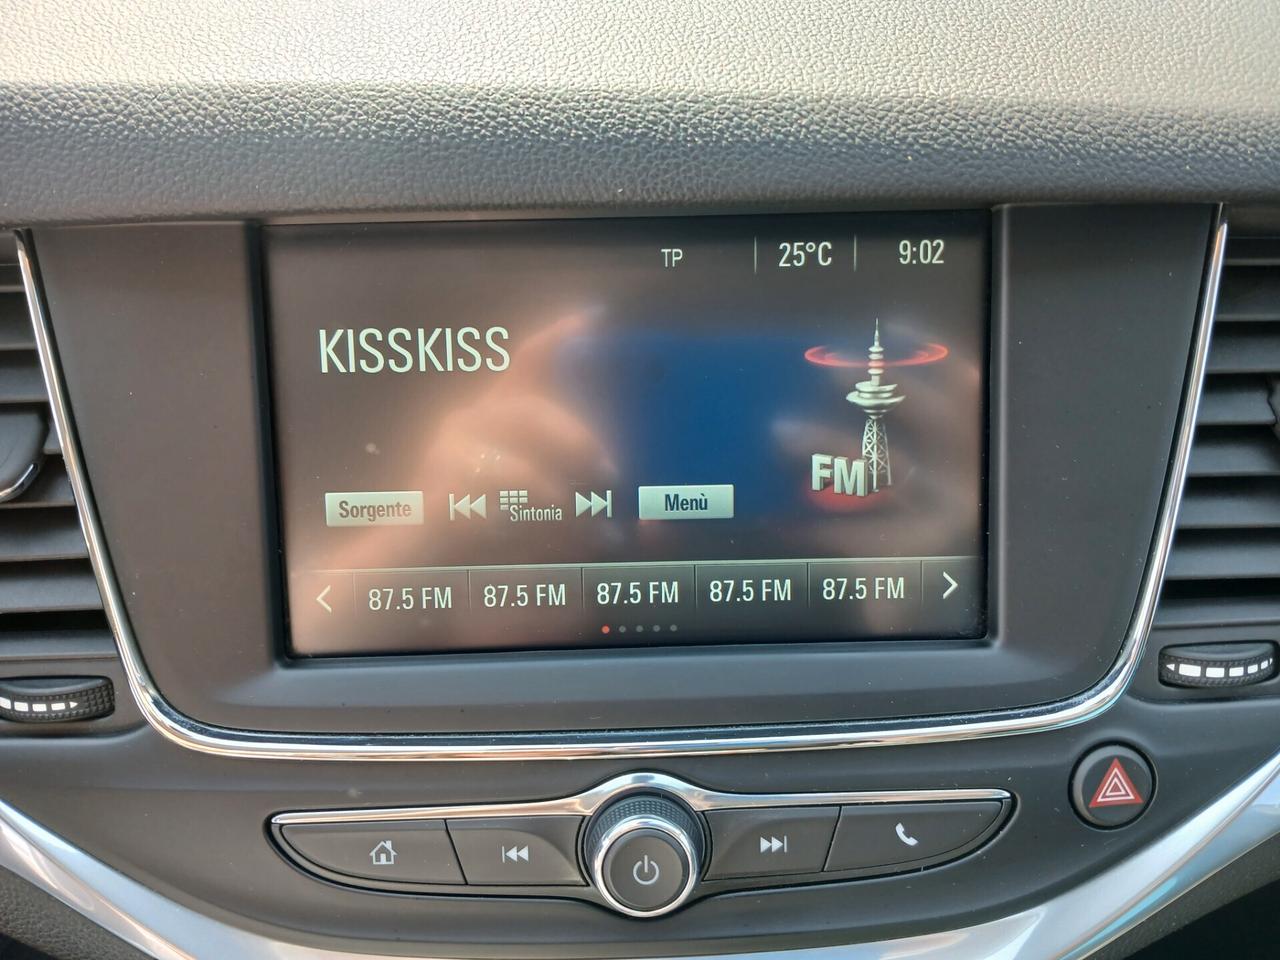 TP 25°C 9:02
KISSKISS
FM
Sorgente Sintonia Menù
87.5 FM 87.5 FM 87.5 FM 87.5 FM 87.5 FM